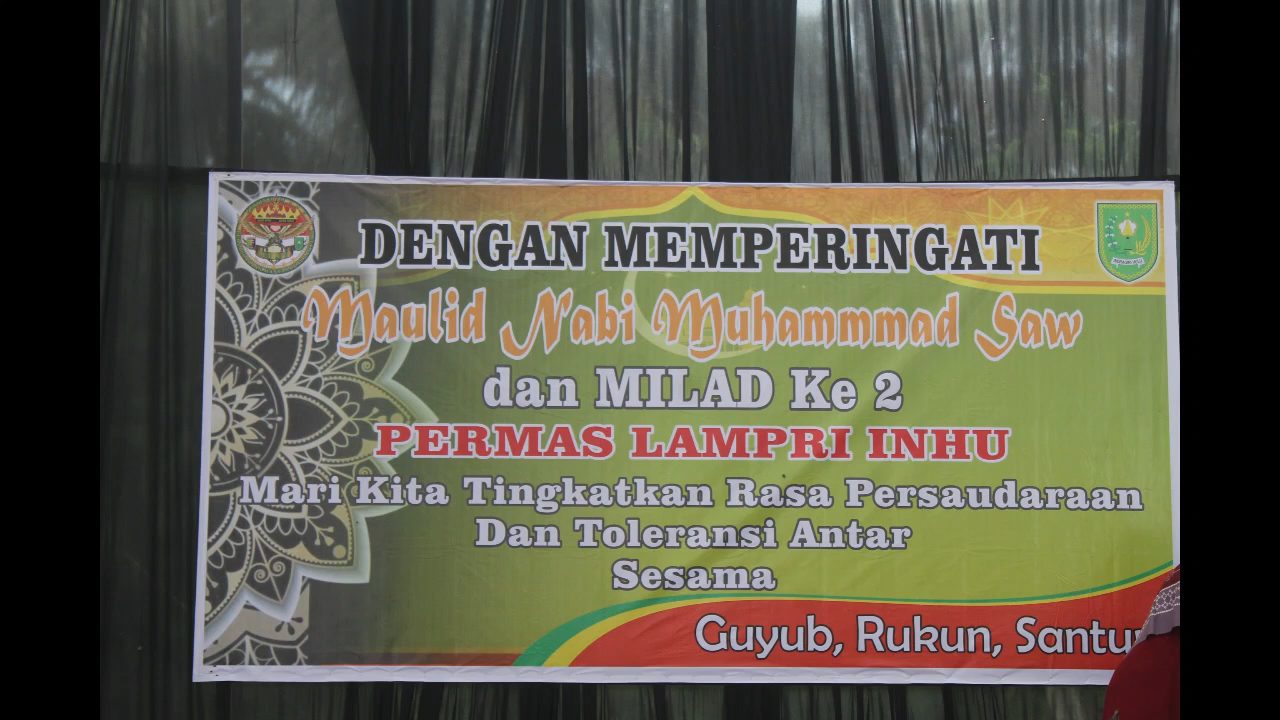 DENGAN MEMPERINGATI
Maulid Nabi Muhammmad Saw
dan MILAD Ke 2
PERMAS LAMPRI INHU
Mari Kita Tingkatkan Rasa Persaudaraan
Dan Toleransi Antar
Sesama
Guyub, Rukun,